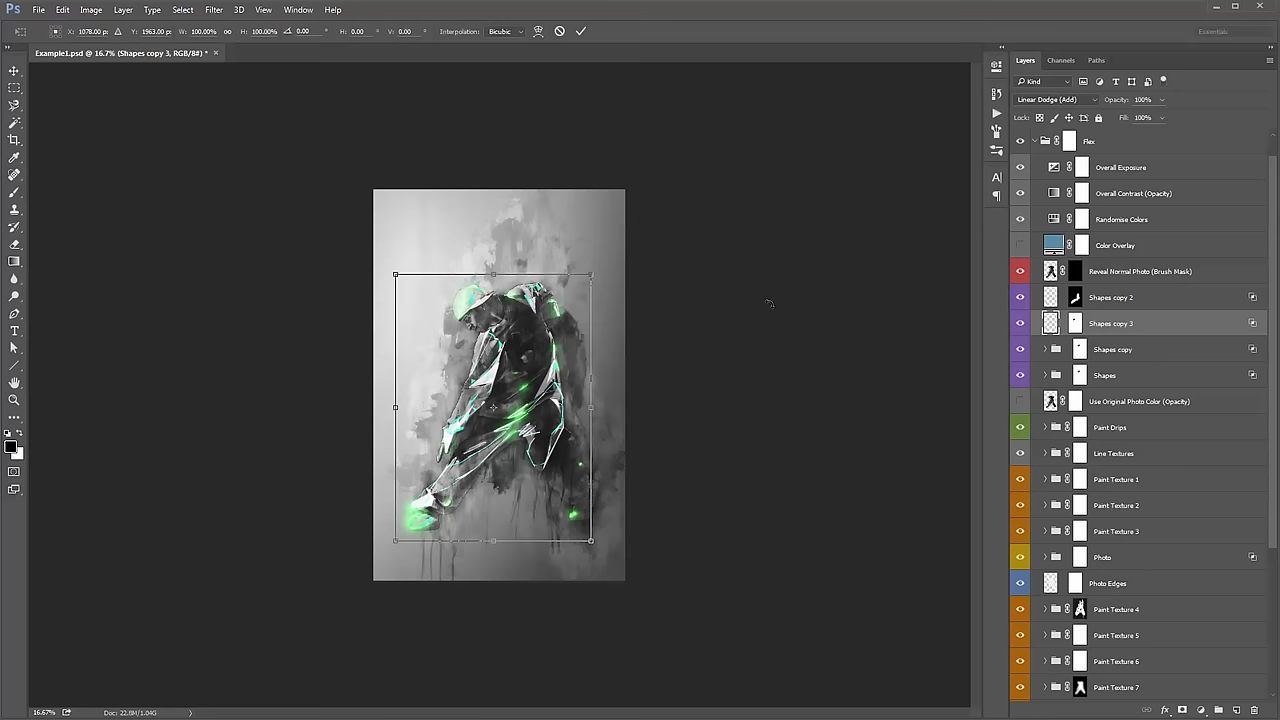 Ps File Edit Image Layer Type Select Filter 3D View Window Help
X: 1078.00 px Y: 1963.00 px W: 100.00% H: 100.00% 0.00 H: 0.00 V: 0.00 Interpolation: Bicubic Essentials
Example1.psd @ 16.7% (Shapes copy 3, RGB/8#) * ×
Layers Channels Paths
Kind
Linear Dodge (Add) Opacity: 100%
Lock: Fill: 100%
Flex
Overall Exposure
Overall Contrast (Opacity)
Randomise Colors
Color Overlay
Reveal Normal Photo (Brush Mask)
Shapes copy 2
Shapes copy 3
Shapes copy
Shapes
Use Original Photo Color (Opacity)
Paint Drips
Line Textures
Paint Texture 1
Paint Texture 2
Paint Texture 3
Photo
Photo Edges
Paint Texture 4
Paint Texture 5
Paint Texture 6
Paint Texture 7
16.67% Doc: 22.8M/1.04G